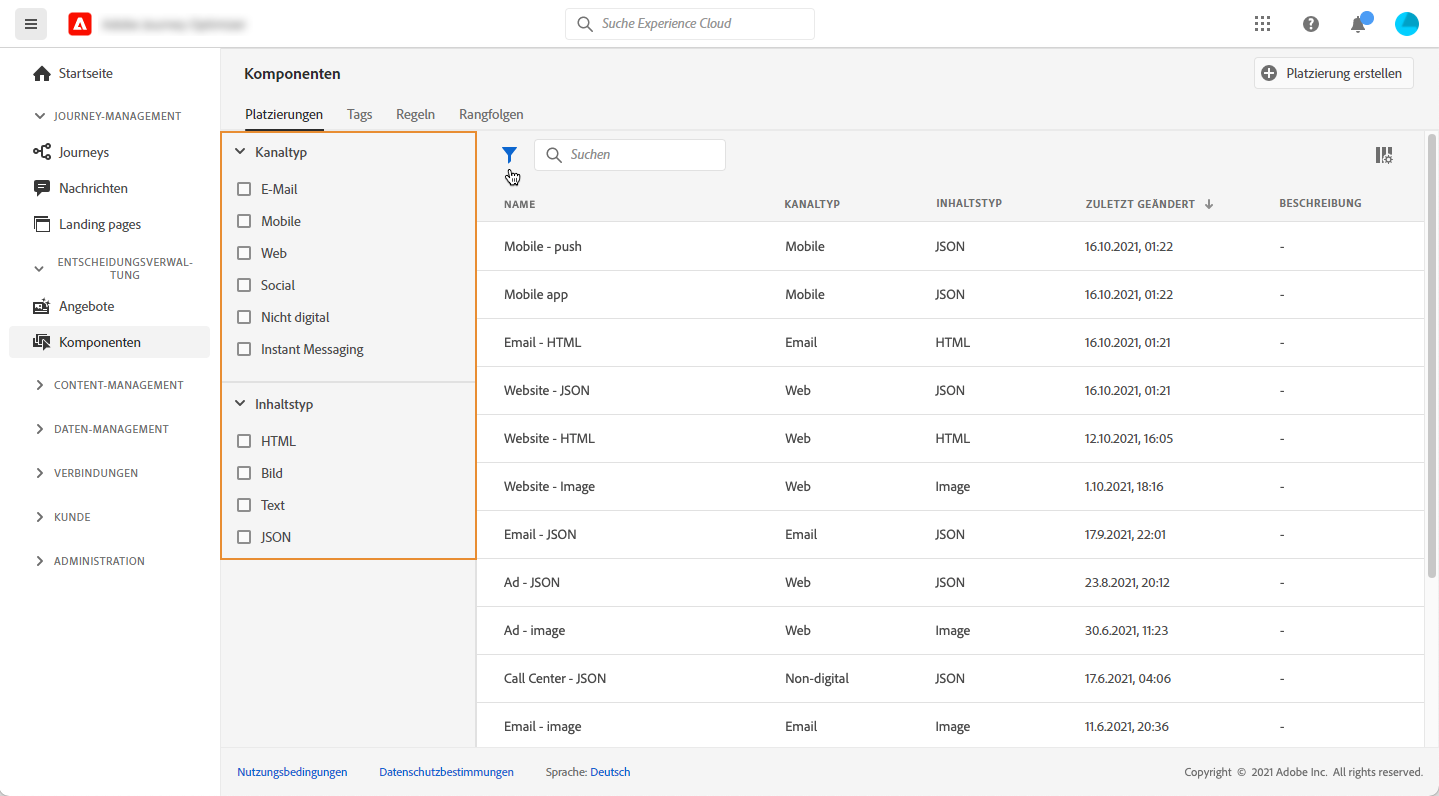 Suche Experience Cloud
Startseite
JOURNEY-MANAGEMENT
Journeys
Nachrichten
Landing pages
ENTSCHEIDUNGSVERWAL-
TUNG
Angebote
Komponenten
CONTENT-MANAGEMENT
DATEN-MANAGEMENT
VERBINDUNGEN
KUNDE
ADMINISTRATION
Komponenten
Platzierung erstellen
Platzierungen Tags Regeln Rangfolgen
Kanaltyp
E-Mail
Mobile
Web
Social
Nicht digital
Instant Messaging
Inhaltstyp
HTML
Bild
Text
JSON
Suchen
NAME KANALTYP INHALTSTYP ZULETZT GEÄNDERT BESCHREIBUNG
Mobile - push Mobile JSON 16.10.2021, 01:22 -
Mobile app Mobile JSON 16.10.2021, 01:22 -
Email - HTML Email HTML 16.10.2021, 01:21 -
Website - JSON Web JSON 16.10.2021, 01:21 -
Website - HTML Web HTML 12.10.2021, 16:05 -
Website - Image Web Image 1.10.2021, 18:16 -
Email - JSON Email JSON 17.9.2021, 22:01 -
Ad - JSON Web JSON 23.8.2021, 20:12 -
Ad - image Web Image 30.6.2021, 11:23 -
Call Center - JSON Non-digital JSON 17.6.2021, 04:06 -
Email - image Email Image 11.6.2021, 20:36 -
Nutzungsbedingungen Datenschutzbestimmungen Sprache: Deutsch Copyright © 2021 Adobe Inc. All rights reserved.